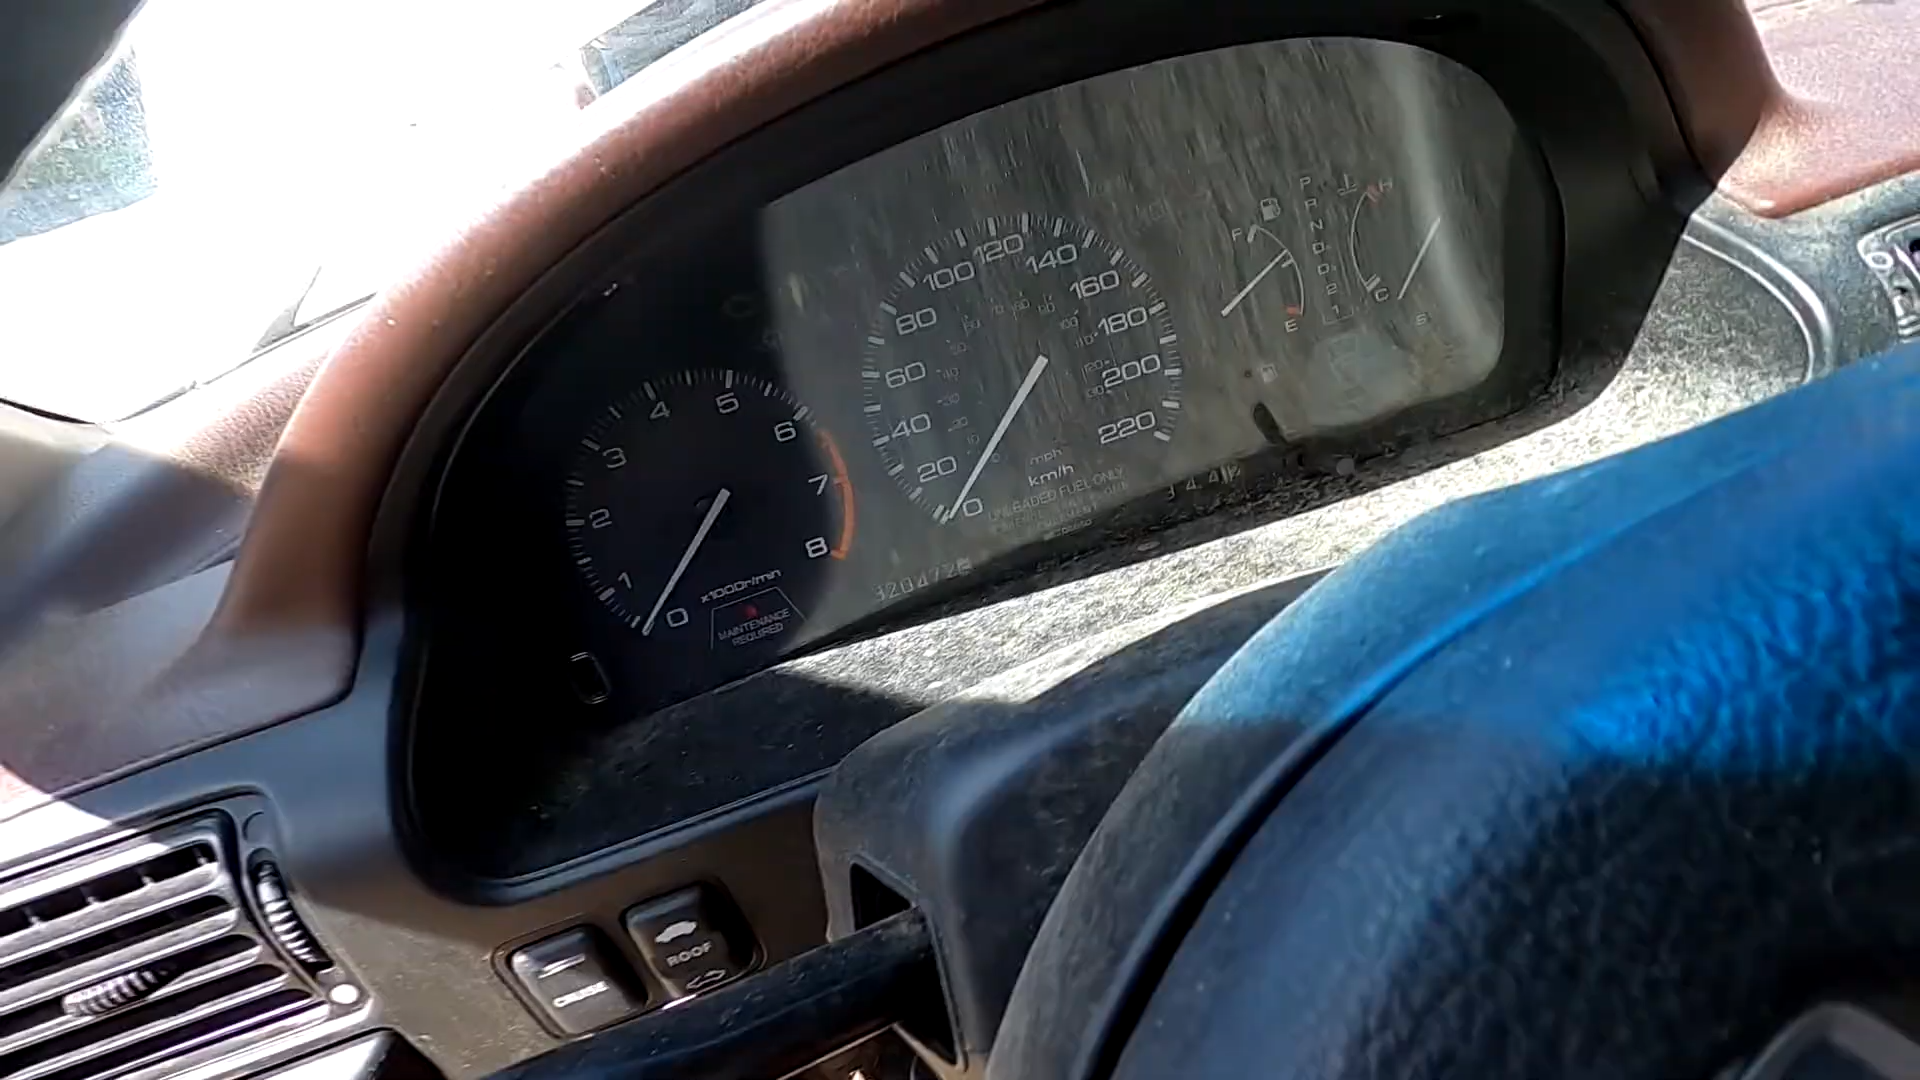 0 1 2 3 4 5 6 7 8
x1000r/min
MAINTENANCE
REQUIRED
0 20 40 60 80 100 120 140 160 180 200 220
mph
km/h
UNLEADED FUEL ONLY
F
E
P
R
N
D
D
2
1
H
C
CRUISE
ROOF